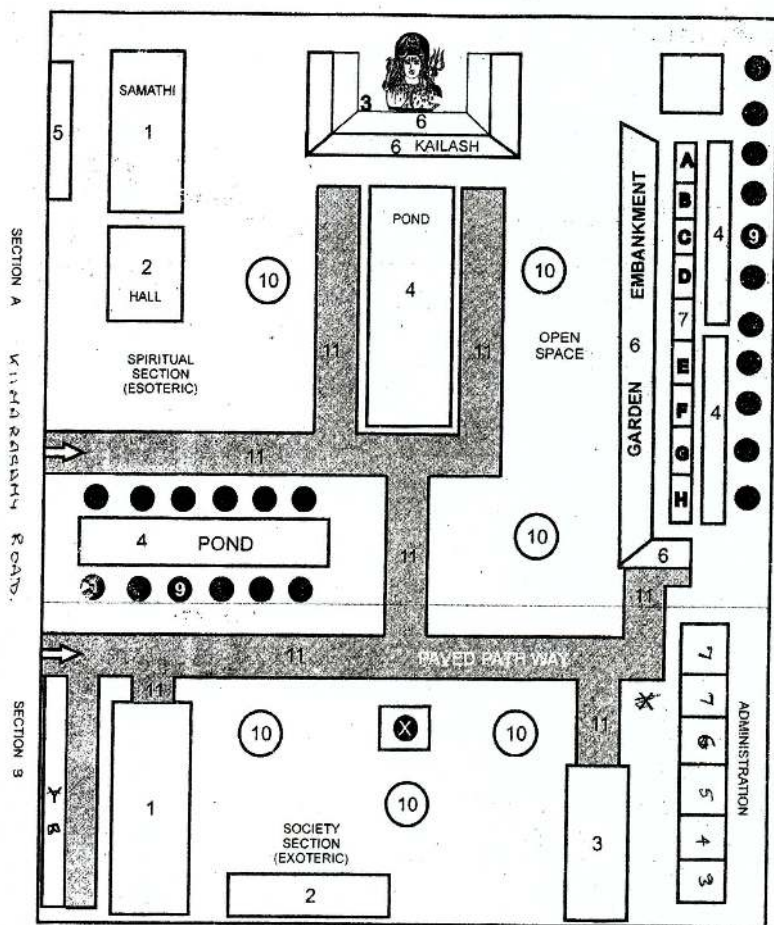 SAMATHI
1
5
2
HALL
SPIRITUAL
SECTION
(ESOTERIC)
3
6
6 KAILASH
POND
4
10
10
OPEN
SPACE
11
11
11
GARDEN 6 EMBANKMENT
A
B
C
D
7
E
F
G
H
4
4
9
6
4 POND
9
10
11
11
11
PAVED PATH WAY
11
11
1
10
X
10
10
SOCIETY
SECTION
(EXOTERIC)
2
3
ADMINISTRATION
7
7
6
5
4
3
8
SECTION A
ROAD.
SECTION B